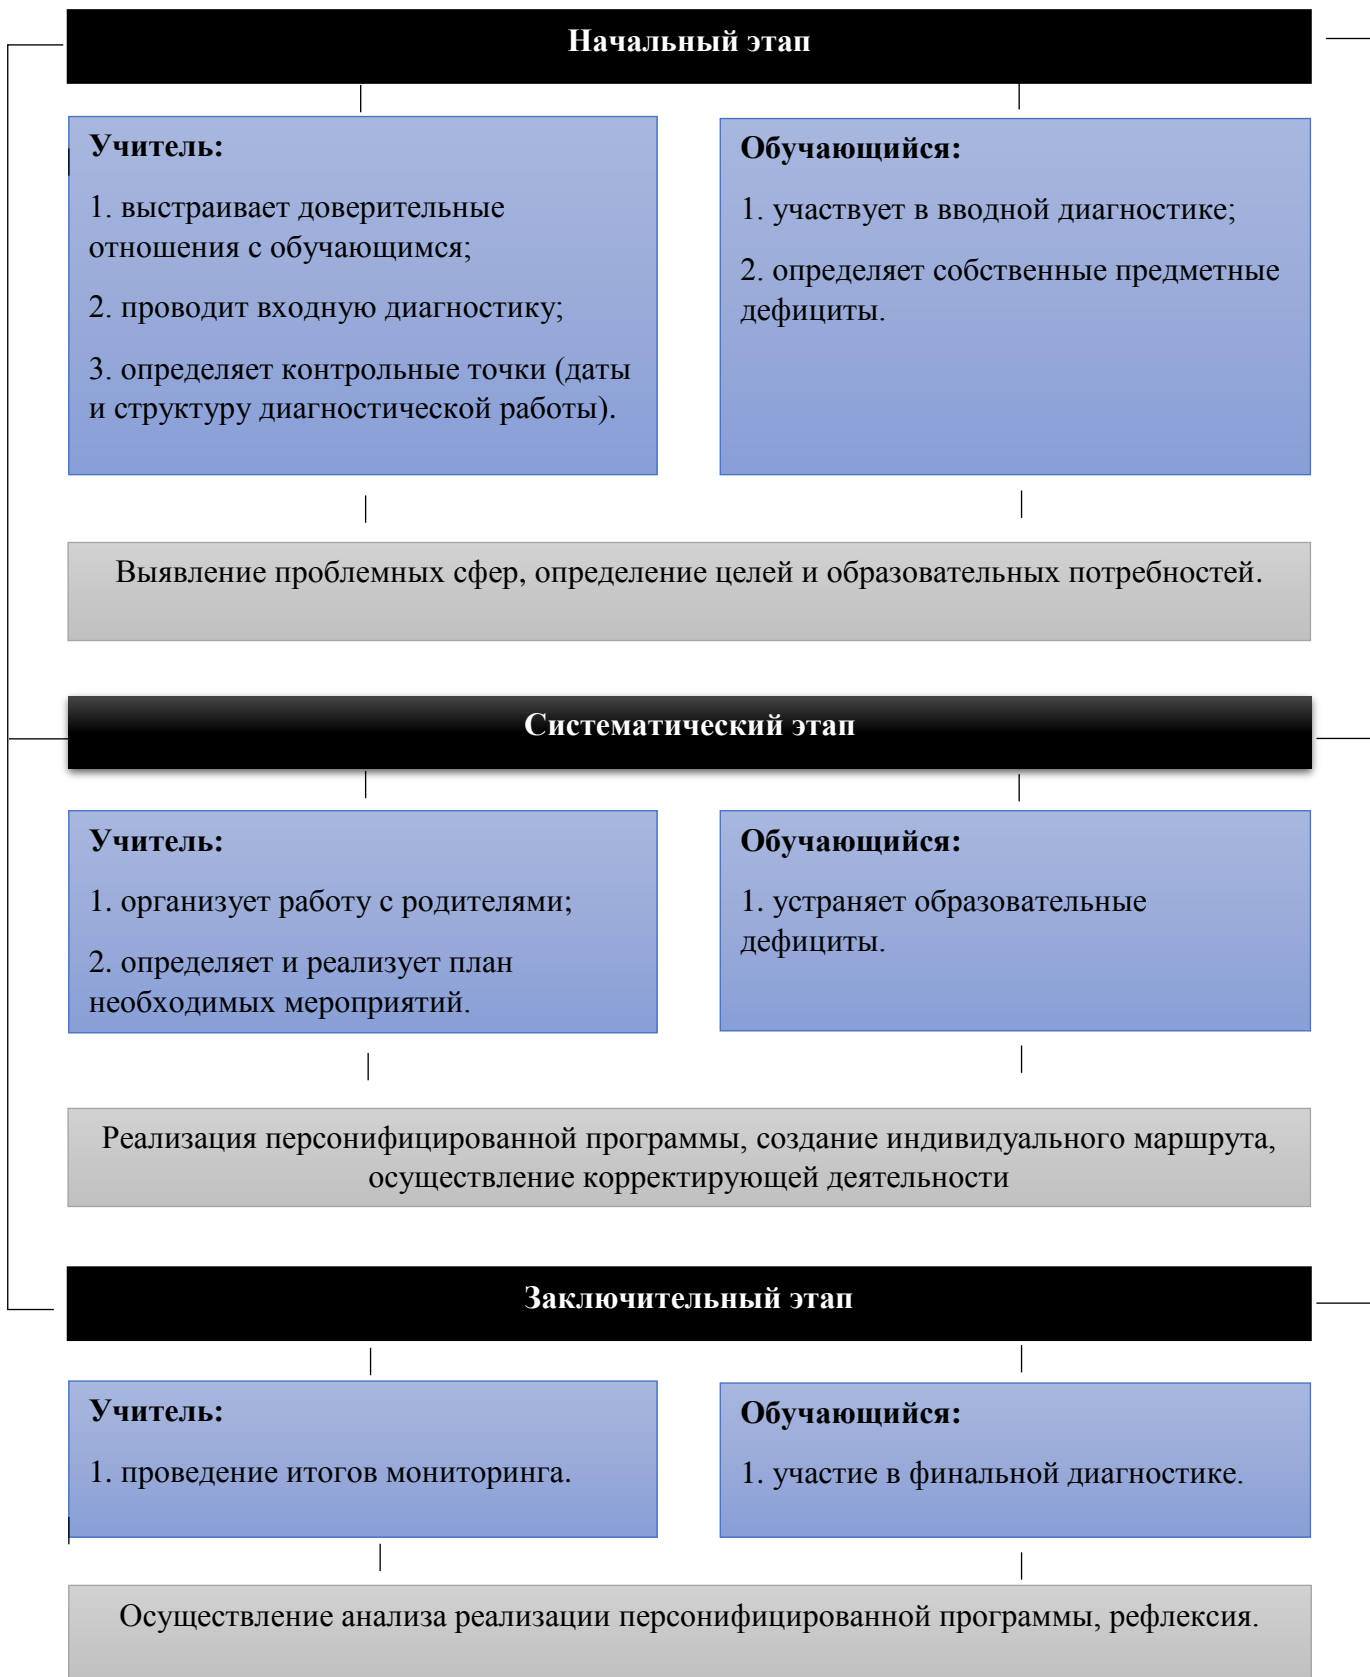 Начальный этап
Учитель:
1. выстраивает доверительные
отношения с обучающимся;
2. проводит входную диагностику;
3. определяет контрольные точки (даты
и структуру диагностической работы).
Обучающийся:
1. участвует в вводной диагностике;
2. определяет собственные предметные
дефициты.
Выявление проблемных сфер, определение целей и образовательных потребностей.
Систематический этап
Учитель:
1. организует работу с родителями;
2. определяет и реализует план
необходимых мероприятий.
Обучающийся:
1. устраняет образовательные
дефициты.
Реализация персонифицированной программы, создание индивидуального маршрута,
осуществление корректирующей деятельности
Заключительный этап
Учитель:
1. проведение итогов мониторинга.
Обучающийся:
1. участие в финальной диагностике.
Осуществление анализа реализации персонифицированной программы, рефлексия.